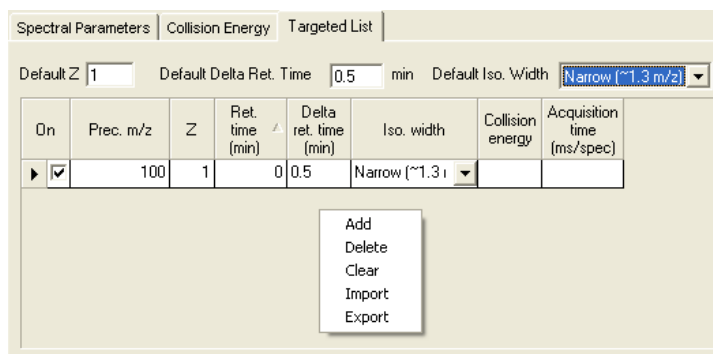 Spectral Parameters Collision Energy Targeted List
Default Z 1 Default Delta Ret. Time 0.5 min Default Iso. Width Narrow (~1.3 m/z)
On Prec. m/z Z Ret. time (min) Delta ret. time (min) Iso. width Collision energy Acquisition time (ms/spec)
100 1 0 0.5 Narrow (~1.3 r
Add
Delete
Clear
Import
Export